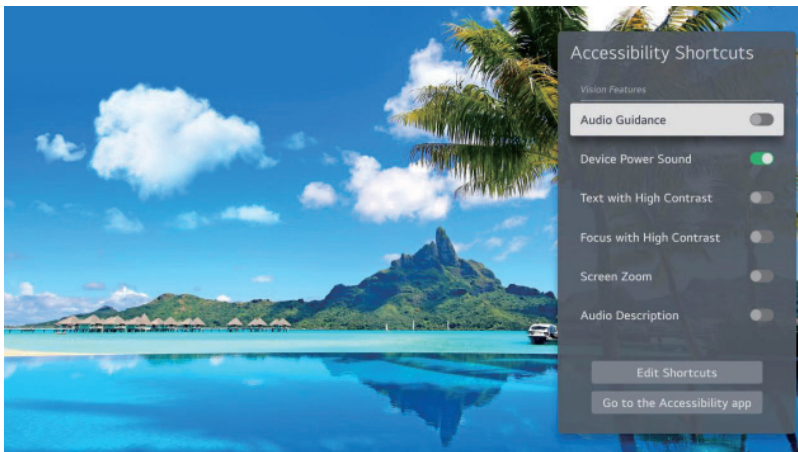 Accessibility Shortcuts
Vision Features
Audio Guidance
Device Power Sound
Text with High Contrast
Focus with High Contrast
Screen Zoom
Audio Description
Edit Shortcuts
Go to the Accessibility app